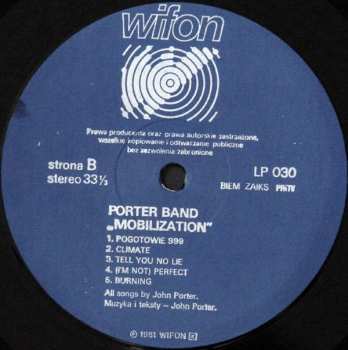 wifon
Prawa producenta oraz prawa autorskie zastrzeżone,
wszelkie kopiowanie i odtwarzanie publiczne
bez zezwolenia zabronione
strona B
stereo 33⅓
LP 030
BIEM ZAIKS PRiTV
PORTER BAND
„MOBILIZATION”
1. POGOTOWIE 999
2. CLIMATE
3. TELL YOU NO LIE
4. (I'M NOT) PERFECT
5. BURNING
All songs by John Porter.
Muzyka i teksty – John Porter.
℗ 1981 WIFON